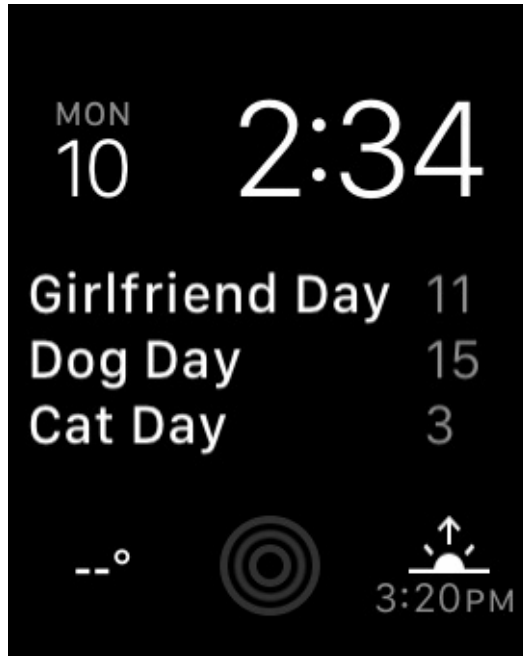 MON
10 2:34
Girlfriend Day 11
Dog Day 15
Cat Day 3
--°
3:20PM